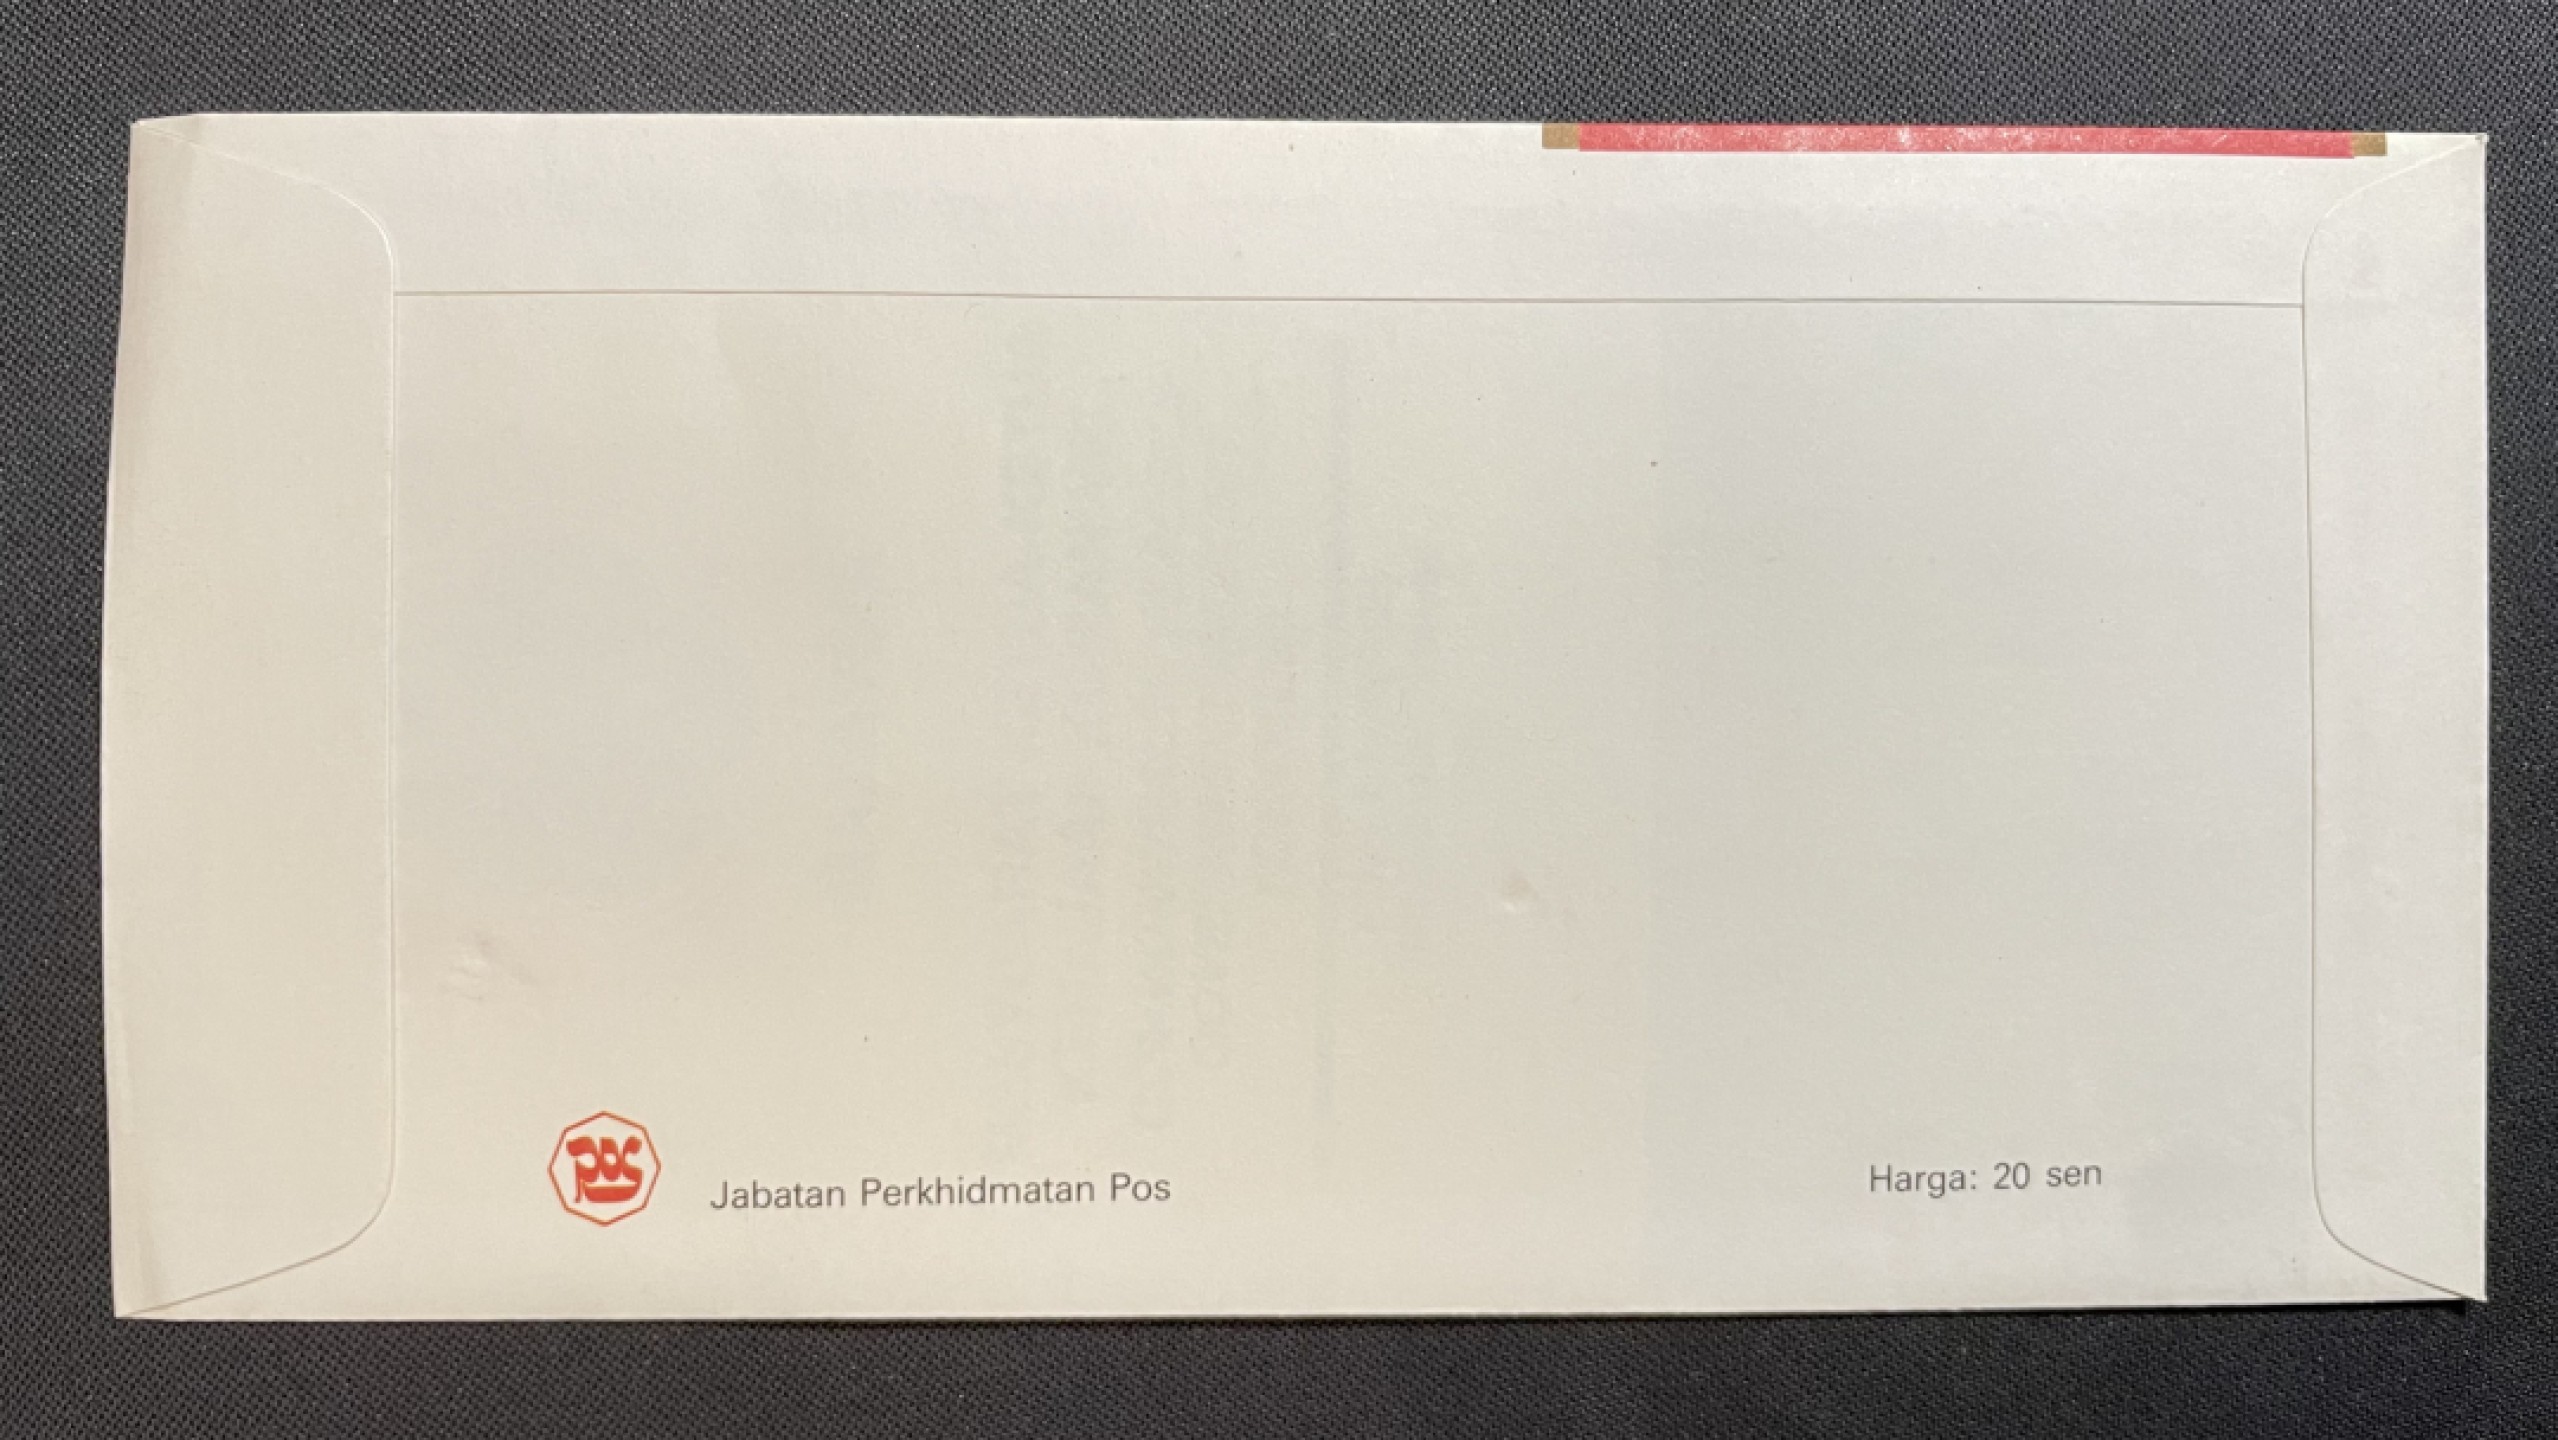 pos
Jabatan Perkhidmatan Pos
Harga: 20 sen